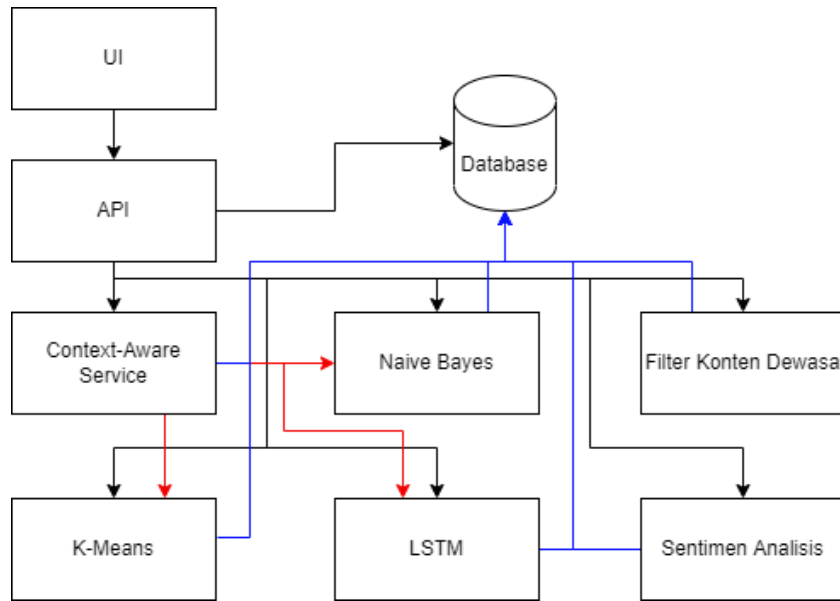 UI
Database
API
Context-Aware
Service
Naive Bayes
Filter Konten Dewasa
K-Means
LSTM
Sentimen Analisis